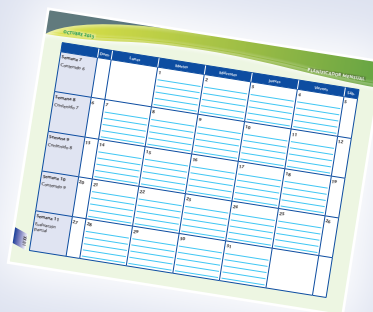 OCTUBRE 2013
PLANIFICADOR MENSUAL
Dom. Lunes Martes Miércoles Jueves Viernes Sáb.
Semana 7
Contenido 6
1 2 3 4 5
Semana 8
Contenido 7
6 7 8 9 10 11 12
Semana 9
Contenido 8
13 14 15 16 17 18 19
Semana 10
Contenido 9
20 21 22 23 24 25 26
Semana 11
Evaluación
parcial
27 28 29 30 31